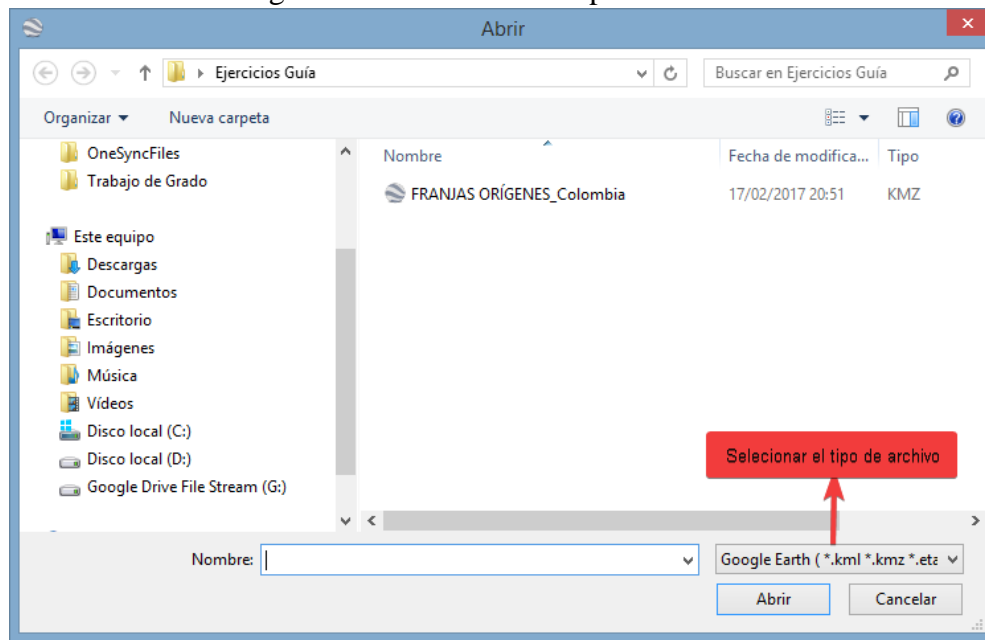 Abrir
Ejercicios Guía
Buscar en Ejercicios Guía
Organizar
Nueva carpeta
OneSyncFiles
Trabajo de Grado
Este equipo
Descargas
Documentos
Escritorio
Imágenes
Música
Vídeos
Disco local (C:)
Disco local (D:)
Google Drive File Stream (G:)
Nombre
Fecha de modifica...
Tipo
FRANJAS ORÍGENES_Colombia
17/02/2017 20:51
KMZ
Selecionar el tipo de archivo
Nombre:
Google Earth ( *.kml *.kmz *.eta
Abrir
Cancelar